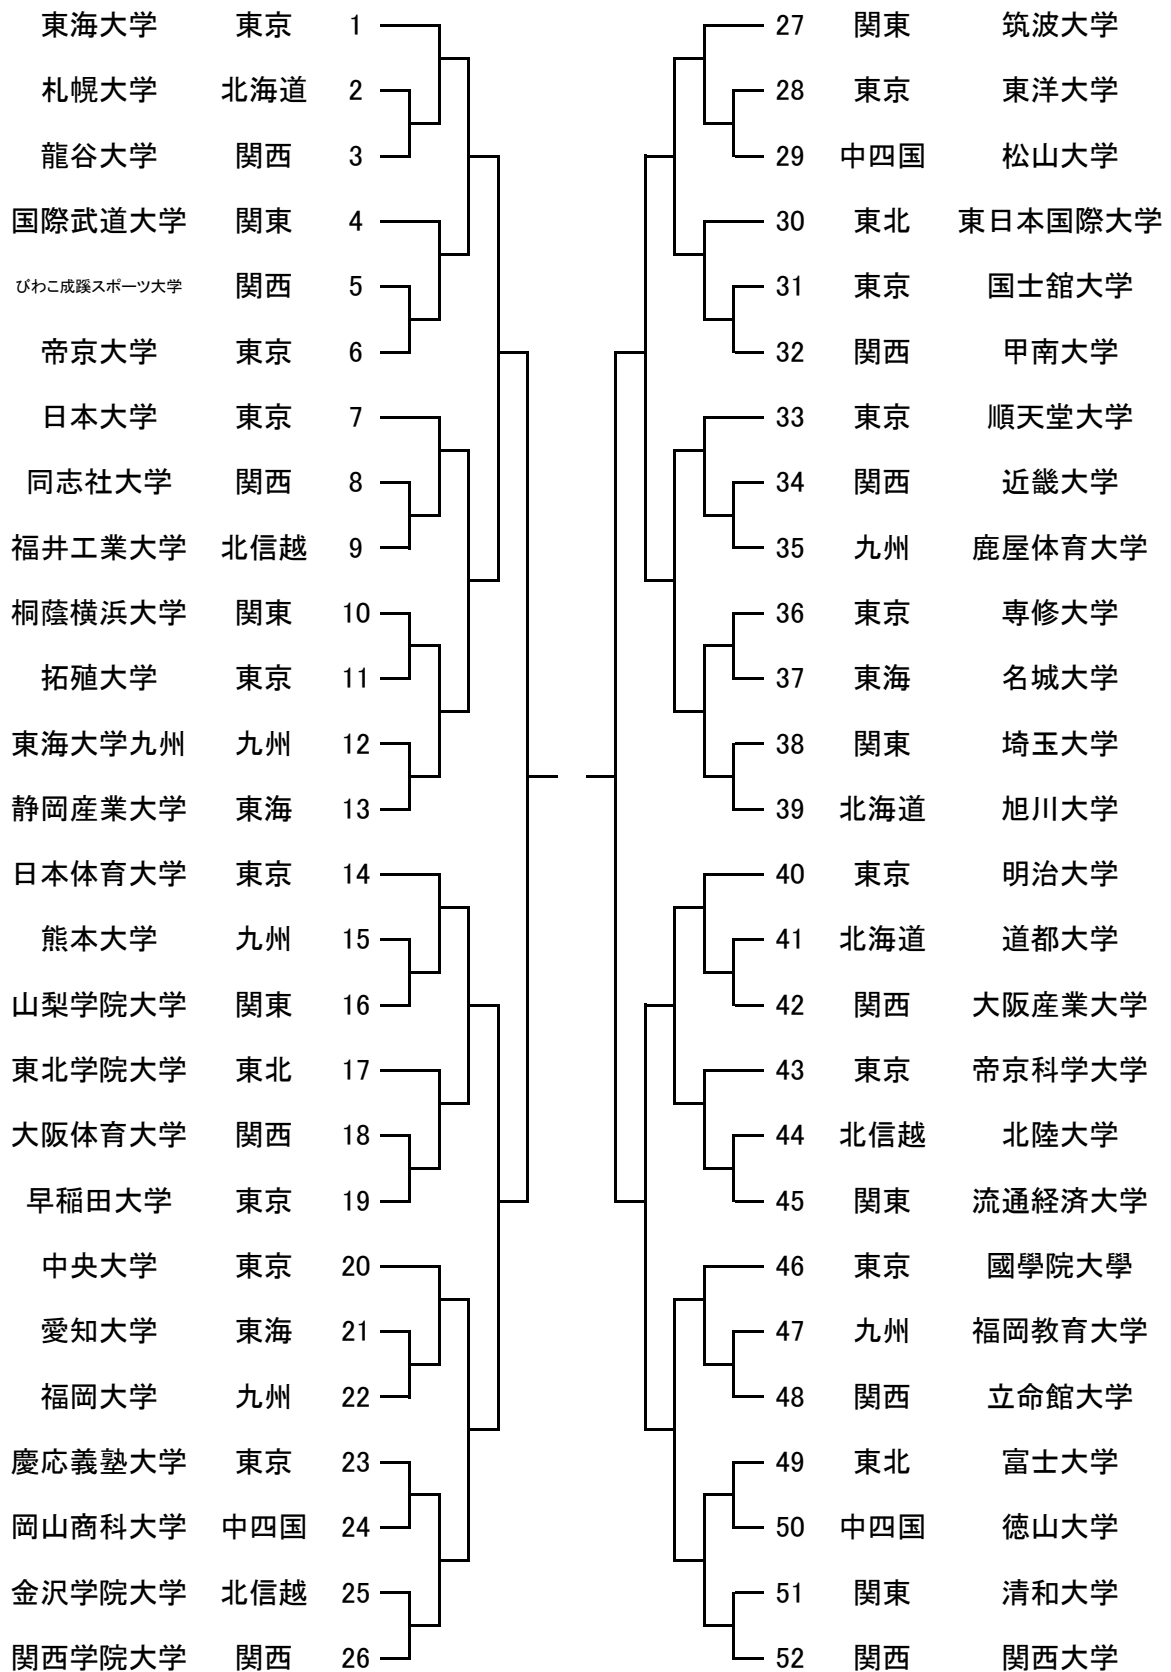 東海大学 東京 1 27 関東 筑波大学
札幌大学 北海道 2 28 東京 東洋大学
龍谷大学 関西 3 29 中四国 松山大学
国際武道大学 関東 4 30 東北 東日本国際大学
びわこ成蹊スポーツ大学 関西 5 31 東京 国士舘大学
帝京大学 東京 6 32 関西 甲南大学
日本大学 東京 7 33 東京 順天堂大学
同志社大学 関西 8 34 関西 近畿大学
福井工業大学 北信越 9 35 九州 鹿屋体育大学
桐蔭横浜大学 関東 10 36 東京 専修大学
拓殖大学 東京 11 37 東海 名城大学
東海大学九州 九州 12 38 関東 埼玉大学
静岡産業大学 東海 13 39 北海道 旭川大学
日本体育大学 東京 14 40 東京 明治大学
熊本大学 九州 15 41 北海道 道都大学
山梨学院大学 関東 16 42 関西 大阪産業大学
東北学院大学 東北 17 43 東京 帝京科学大学
大阪体育大学 関西 18 44 北信越 北陸大学
早稲田大学 東京 19 45 関東 流通経済大学
中央大学 東京 20 46 東京 國學院大學
愛知大学 東海 21 47 九州 福岡教育大学
福岡大学 九州 22 48 関西 立命館大学
慶応義塾大学 東京 23 49 東北 富士大学
岡山商科大学 中四国 24 50 中四国 徳山大学
金沢学院大学 北信越 25 51 関東 清和大学
関西学院大学 関西 26 52 関西 関西大学